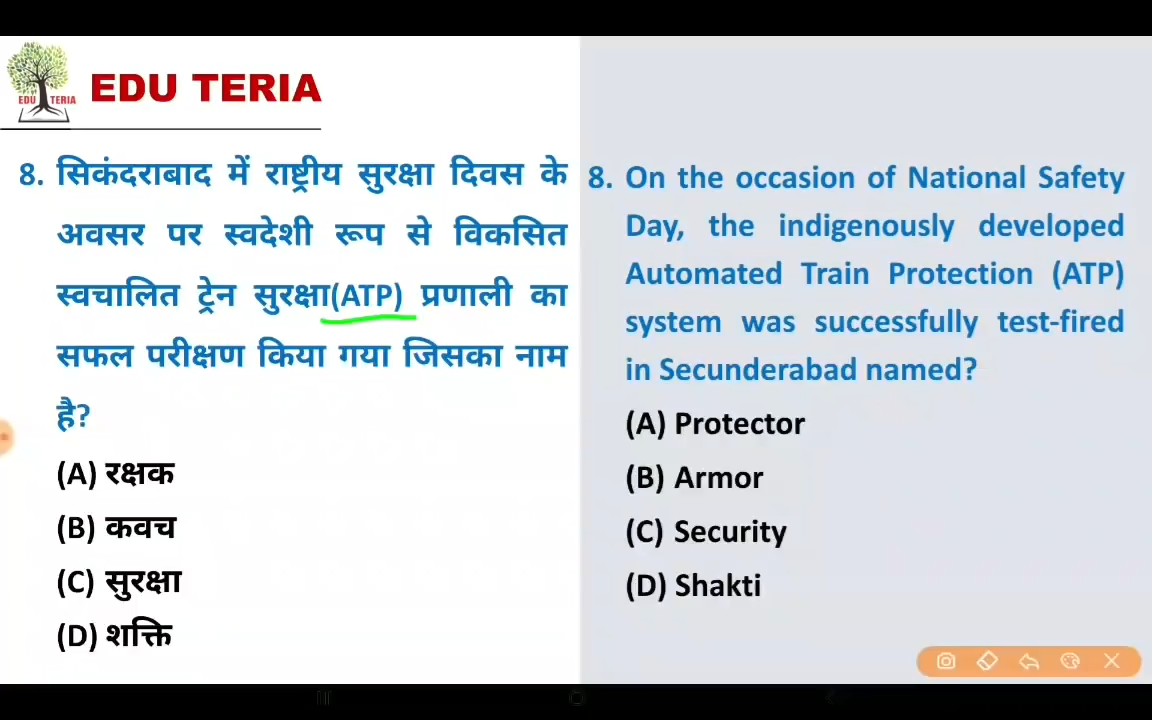 EDU TERIA
EDU TERIA
8. सिकंदराबाद में राष्ट्रीय सुरक्षा दिवस के
अवसर पर स्वदेशी रूप से विकसित
स्वचालित ट्रेन सुरक्षा(ATP) प्रणाली का
सफल परीक्षण किया गया जिसका नाम
है?
(A) रक्षक
(B) कवच
(C) सुरक्षा
(D) शक्ति
8. On the occasion of National Safety
Day, the indigenously developed
Automated Train Protection (ATP)
system was successfully test-fired
in Secunderabad named?
(A) Protector
(B) Armor
(C) Security
(D) Shakti